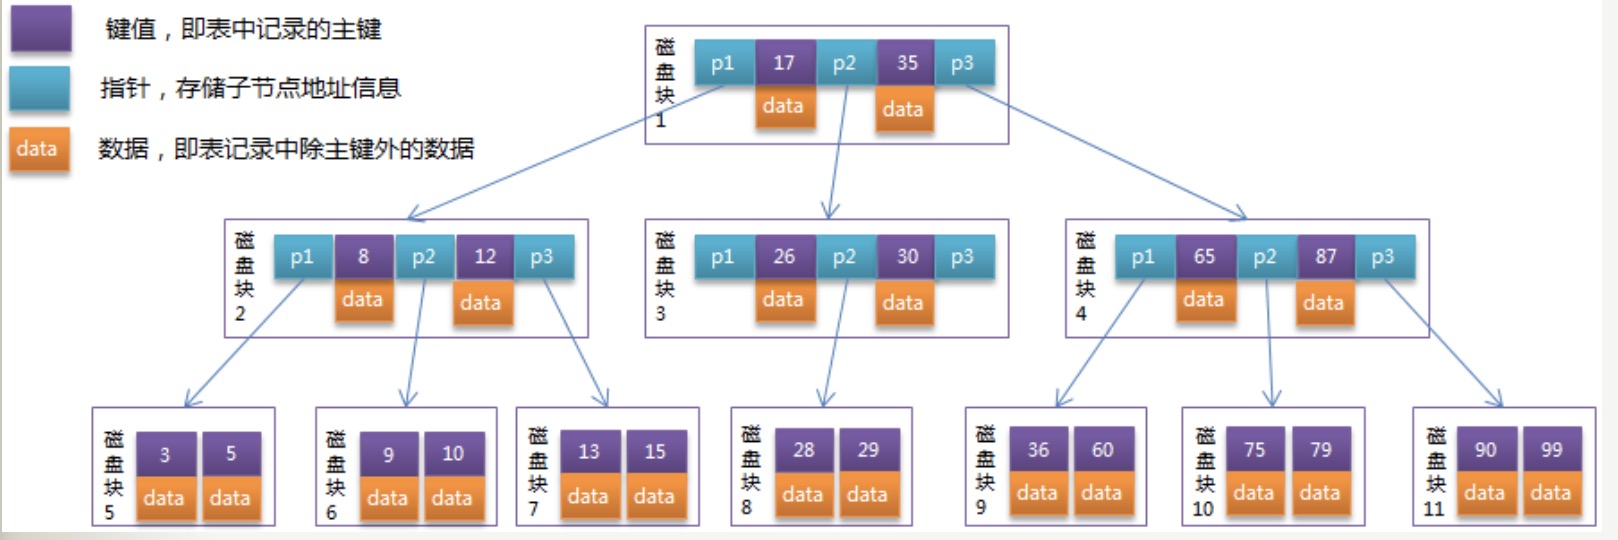 键值，即表中记录的主键
指针，存储子节点地址信息
data 数据，即表记录中除主键外的数据
磁盘块1
p1 17 p2 35 p3
data data
磁盘块2
p1 8 p2 12 p3
data data
磁盘块3
p1 26 p2 30 p3
data data
磁盘块4
p1 65 p2 87 p3
data data
磁盘块5
3 5
data data
磁盘块6
9 10
data data
磁盘块7
13 15
data data
磁盘块8
28 29
data data
磁盘块9
36 60
data data
磁盘块10
75 79
data data
磁盘块11
90 99
data data